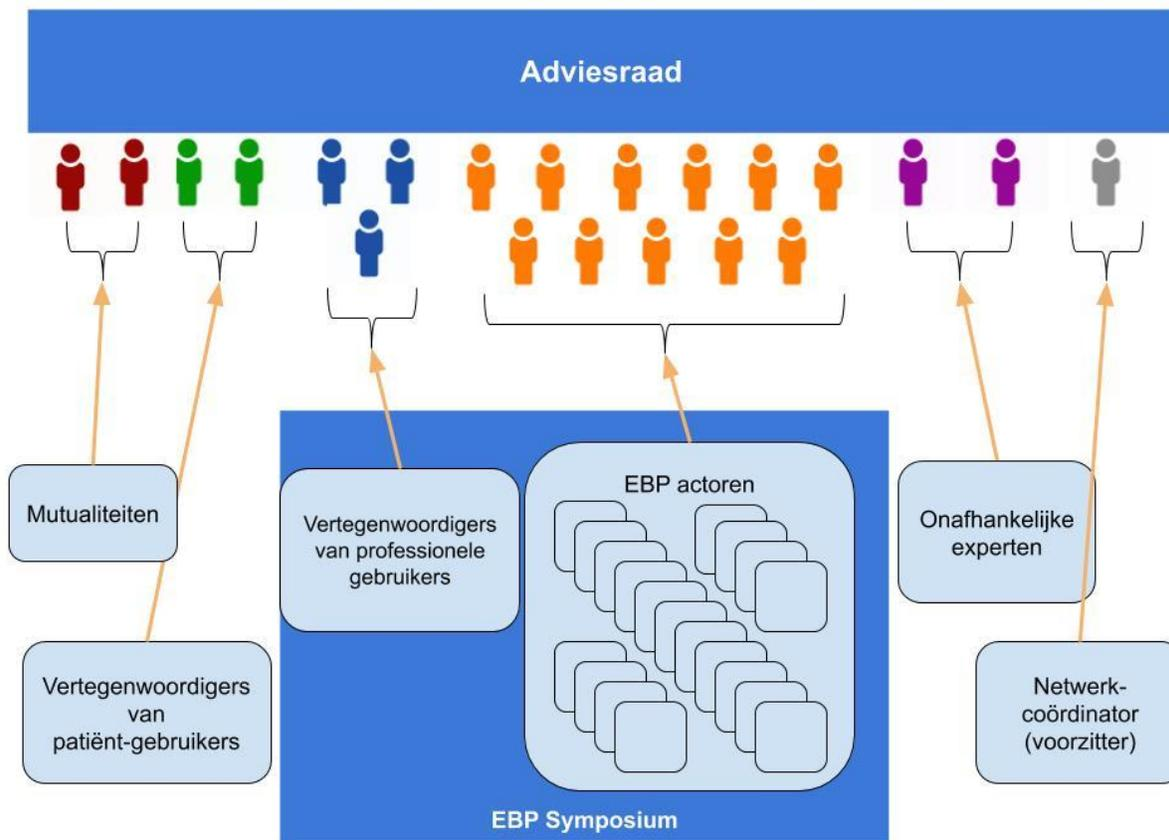 Adviesraad
Mutualiteiten
Vertegenwoordigers
van
patiënt-gebruikers
Vertegenwoordigers
van professionele
gebruikers
EBP actoren
Onafhankelijke
experten
Netwerk-
coördinator
(voorzitter)
EBP Symposium